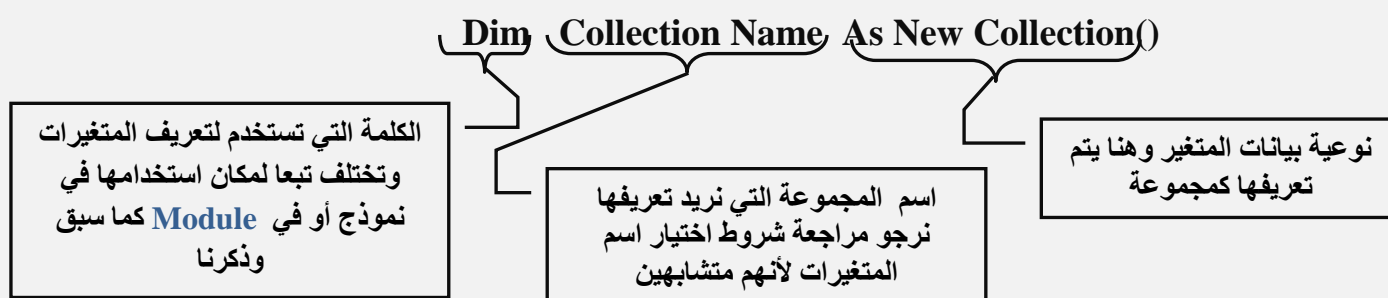 Dim Collection Name As New Collection()
الكلمة التي تستخدم لتعريف المتغيرات
وتختلف تبعا لمكان استخدامها في
نموذج أو في Module كما سبق
وذكرنا
اسم المجموعة التي نريد تعريفها
نرجو مراجعة شروط اختيار اسم
المتغيرات لأنهم متشابهين
نوعية بيانات المتغير وهنا يتم
تعريفها كمجموعة